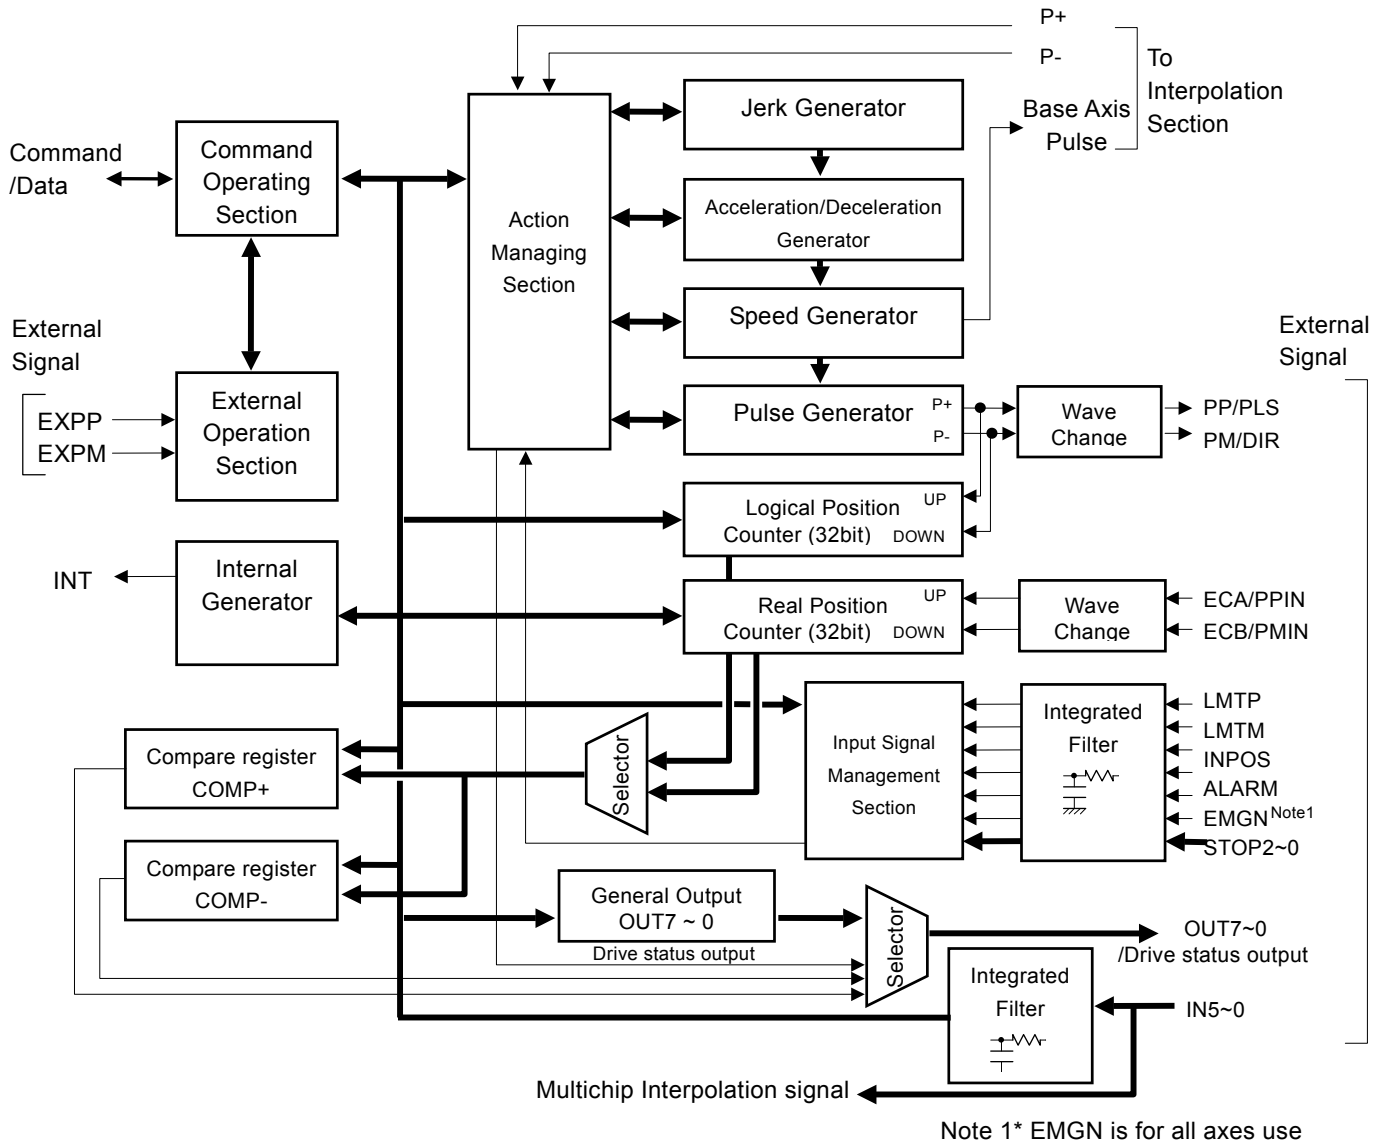 P+
P-
To
Interpolation
Section
Base Axis
Pulse
Jerk Generator
Command
/Data
Command
Operating
Section
Action
Managing
Section
Acceleration/Deceleration
Generator
Speed Generator
External
Signal
External
Signal
EXPP
EXPM
External
Operation
Section
Pulse Generator
P+
P-
Wave
Change
PP/PLS
PM/DIR
Logical Position
Counter (32bit)
UP
DOWN
INT
Internal
Generator
Real Position
Counter (32bit)
UP
DOWN
Wave
Change
ECA/PPIN
ECB/PMIN
Compare register
COMP+
Selector
Input Signal
Management
Section
Integrated
Filter
LMTP
LMTM
INPOS
ALARM
EMGN Note1
STOP2~0
Compare register
COMP-
General Output
OUT7 ~ 0
Drive status output
Selector
OUT7~0
/Drive status output
Integrated
Filter
IN5~0
Multichip Interpolation signal
Note 1* EMGN is for all axes use